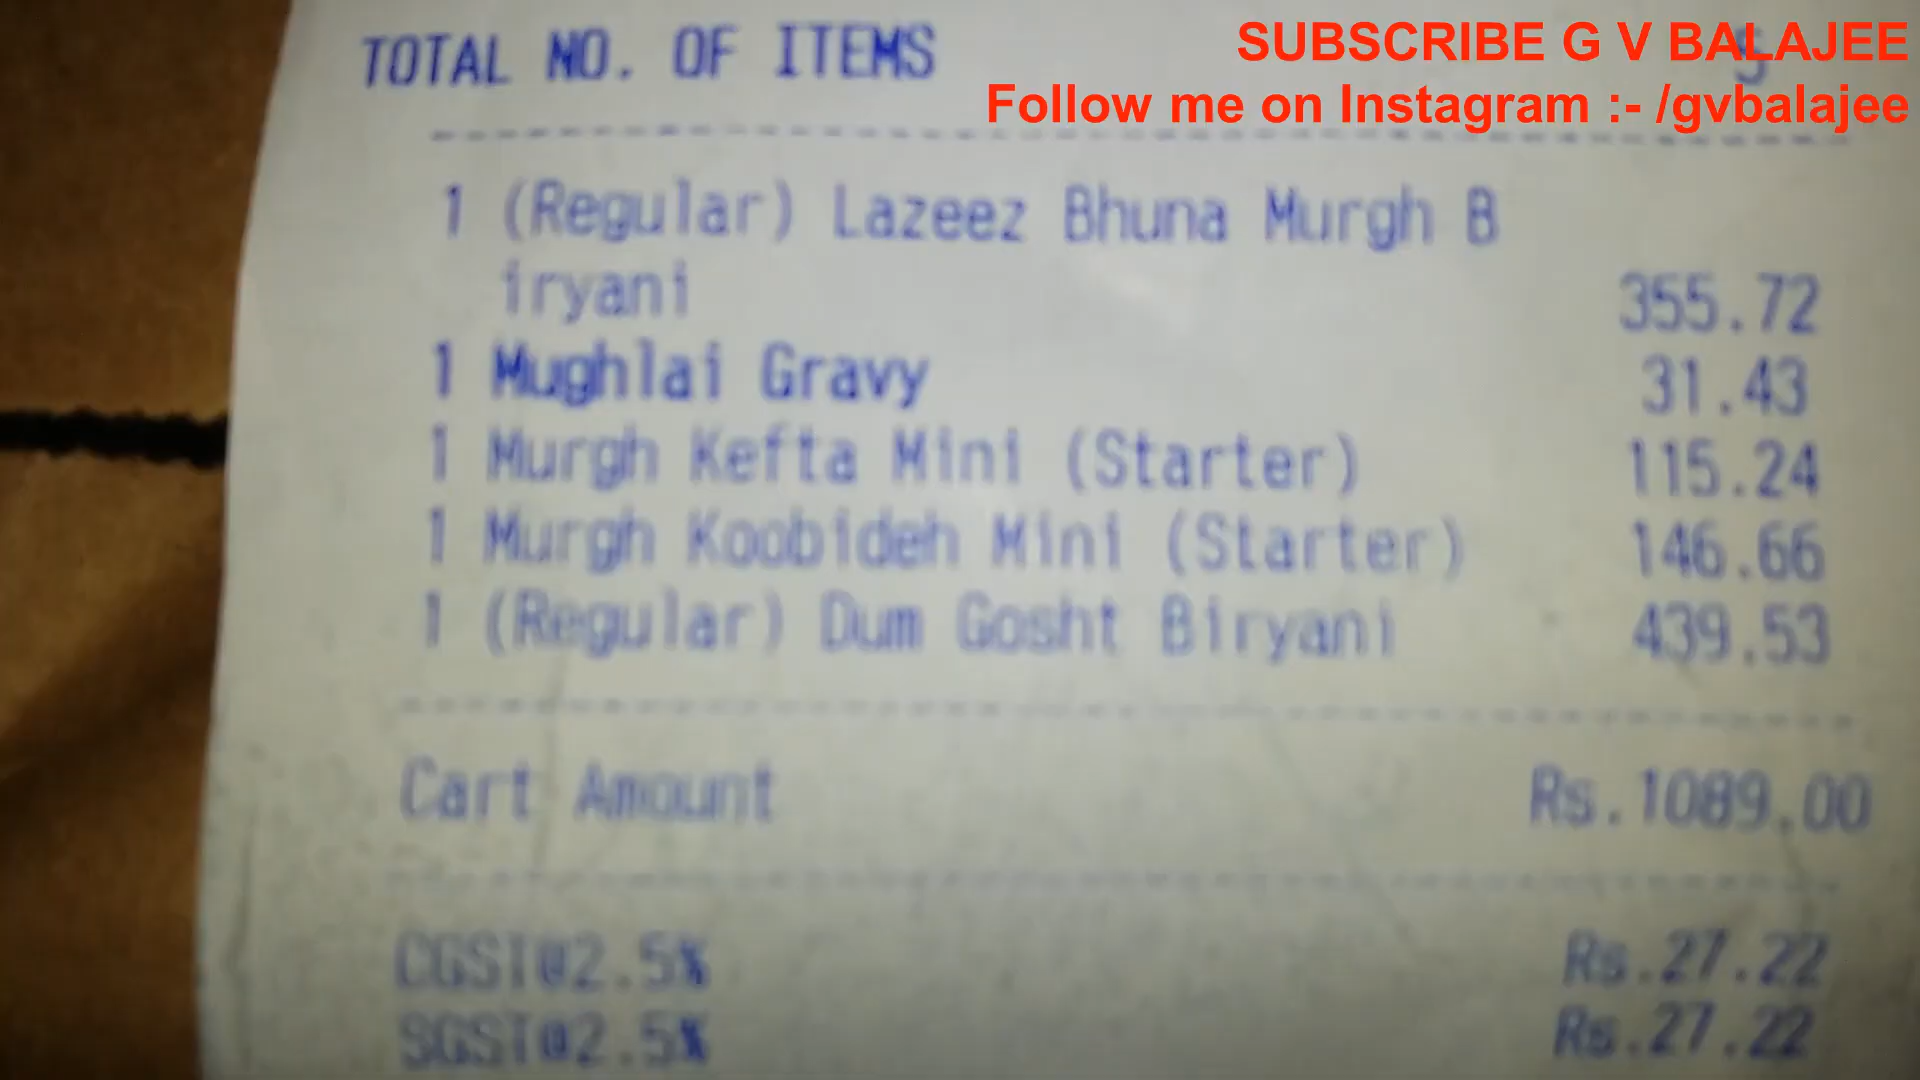 SUBSCRIBE G V BALAJEE
TOTAL NO. OF ITEMS 5
Follow me on Instagram :- /gvbalajee
1 (Regular) Lazeez Bhuna Murgh B
iryani 355.72
1 Mughlai Gravy 31.43
1 Murgh Kefta Mini (Starter) 115.24
1 Murgh Koobideh Mini (Starter) 146.66
1 (Regular) Dum Gosht Biryani 439.53
Cart Amount Rs.1089.00
CGST@2.5% Rs.27.22
SGST@2.5% Rs.27.22